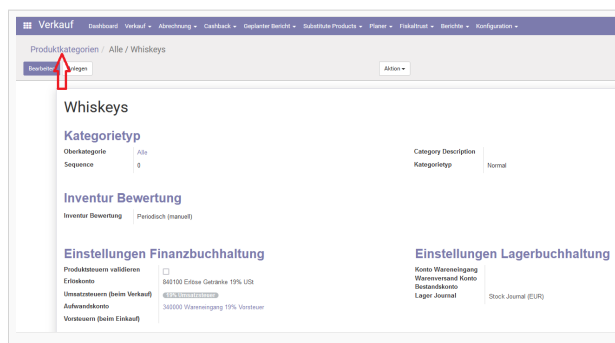 Verkauf Dashboard Verkauf Abrechnung Cashback Geplanter Bericht Substitute Products Planer Fiskaltrust Berichte Konfiguration
Produktkategorien / Alle / Whiskeys
Bearbeiten Anlegen Aktion
Whiskeys
Kategorietyp
Oberkategorie Alle Category Description
Sequence 0 Kategorietyp Normal
Inventur Bewertung
Inventur Bewertung Periodisch (manuell)
Einstellungen Finanzbuchhaltung Einstellungen Lagerbuchhaltung
Produktsteuern validieren Konto Wareneingang
Erlöskonto 840100 Erlöse Getränke 19% USt Warenversand Konto
Bestandskonto
Umsatzsteuern (beim Verkauf) 19% Umsatzsteuer Lager Journal Stock Journal (EUR)
Aufwandskonto 340000 Wareneingang 19% Vorsteuer
Vorsteuern (beim Einkauf)